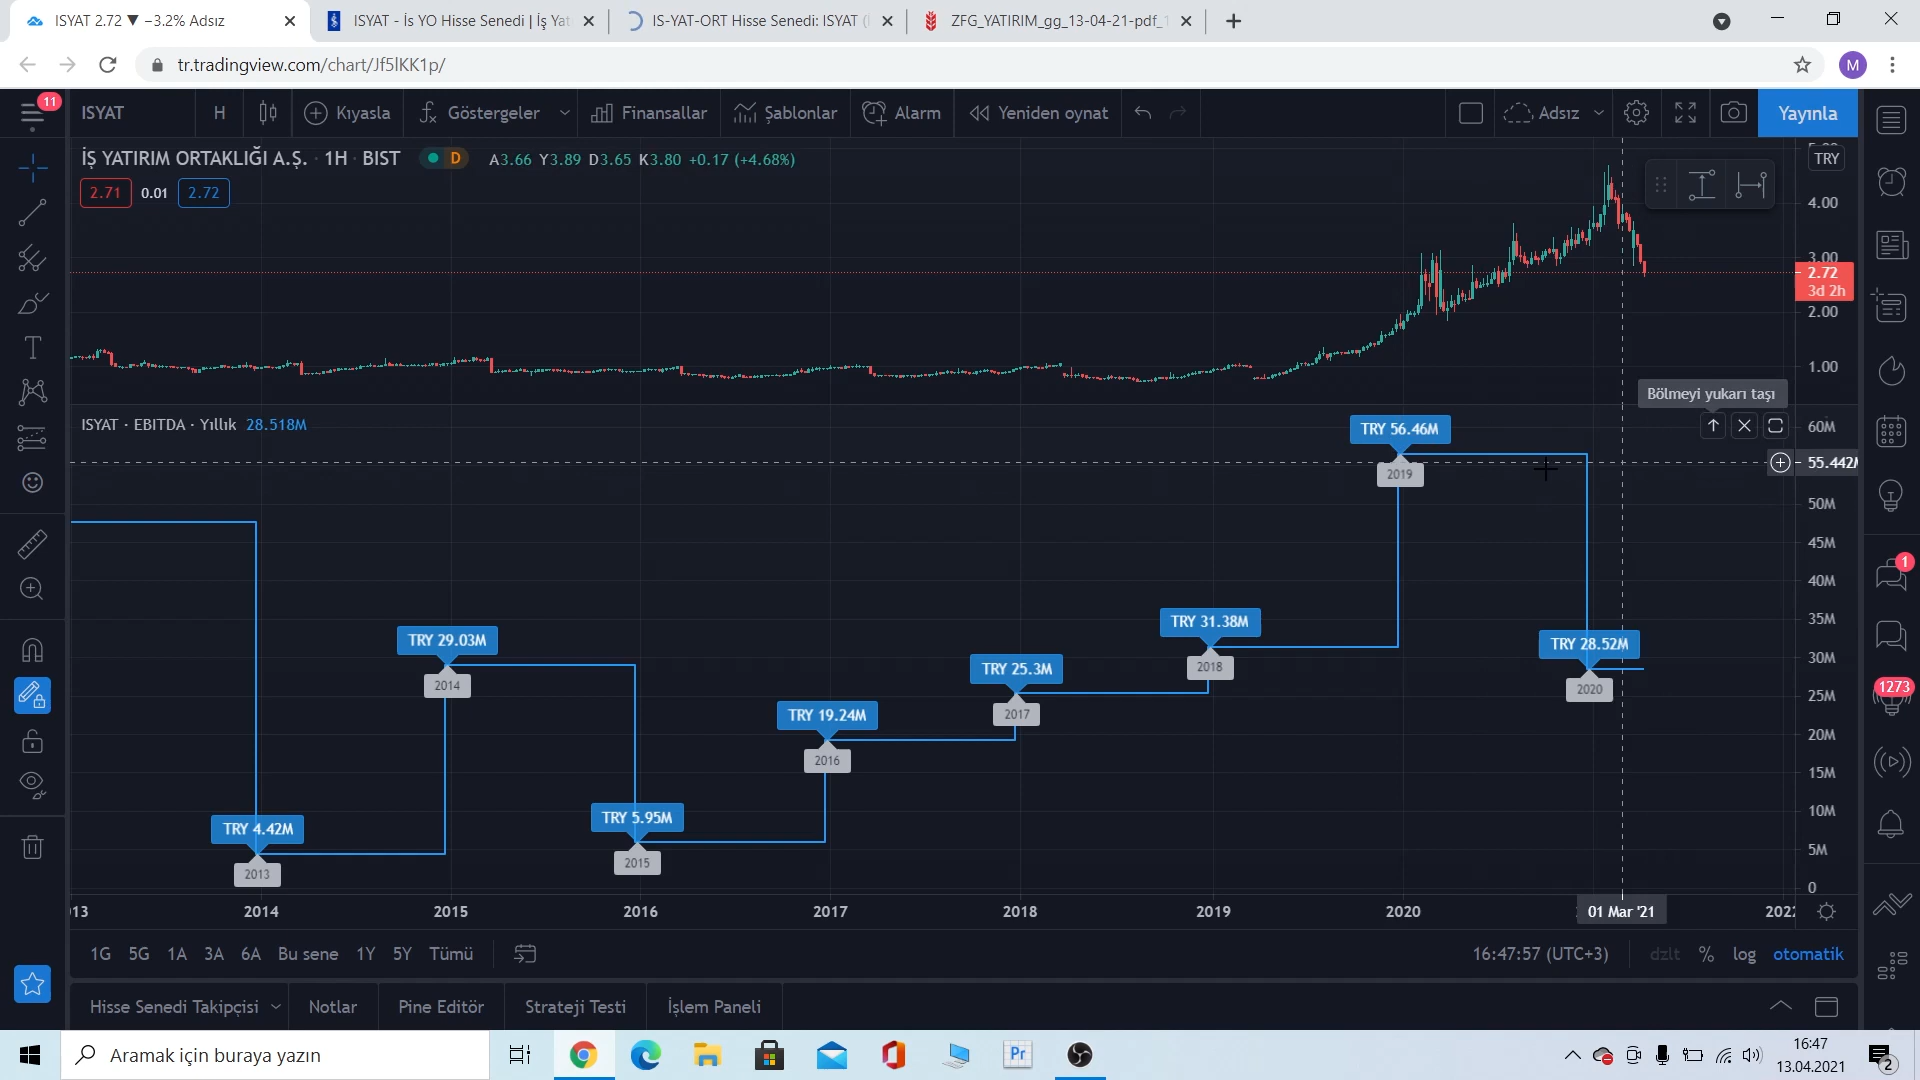 ISYAT 2.72 ▼ −3.2% Adsız
ISYAT - İs YO Hisse Senedi | İş Yat
IS-YAT-ORT Hisse Senedi: ISYAT (
ZFG_YATIRIM_gg_13-04-21-pdf_
tr.tradingview.com/chart/Jf5lKK1p/
M
11
ISYAT
H
Kıyasla
Göstergeler
Finansallar
Şablonlar
Alarm
Yeniden oynat
Adsız
Yayınla
İŞ YATIRIM ORTAKLIĞI A.Ş. · 1H · BIST
D
A3.66 Y3.89 D3.65 K3.80 +0.17 (+4.68%)
TRY
2.71
0.01
2.72
4.00
3.00
2.72
3d 2h
2.00
1.00
Bölmeyi yukarı taşı
ISYAT · EBITDA · Yıllık 28.518M
TRY 56.46M
2019
60M
55.442M
50M
45M
40M
35M
30M
25M
20M
15M
10M
5M
0
TRY 31.38M
2018
TRY 29.03M
2014
TRY 28.52M
2020
TRY 25.3M
2017
TRY 19.24M
2016
TRY 5.95M
2015
TRY 4.42M
2013
1
1273
13
2014
2015
2016
2017
2018
2019
2020
01 Mar '21
2022
1G 5G 1A 3A 6A Bu sene 1Y 5Y Tümü
16:47:57 (UTC+3)
dzlt % log otomatik
Hisse Senedi Takipçisi
Notlar
Pine Editör
Strateji Testi
İşlem Paneli
Aramak için buraya yazın
Pr
16:47
13.04.2021
2